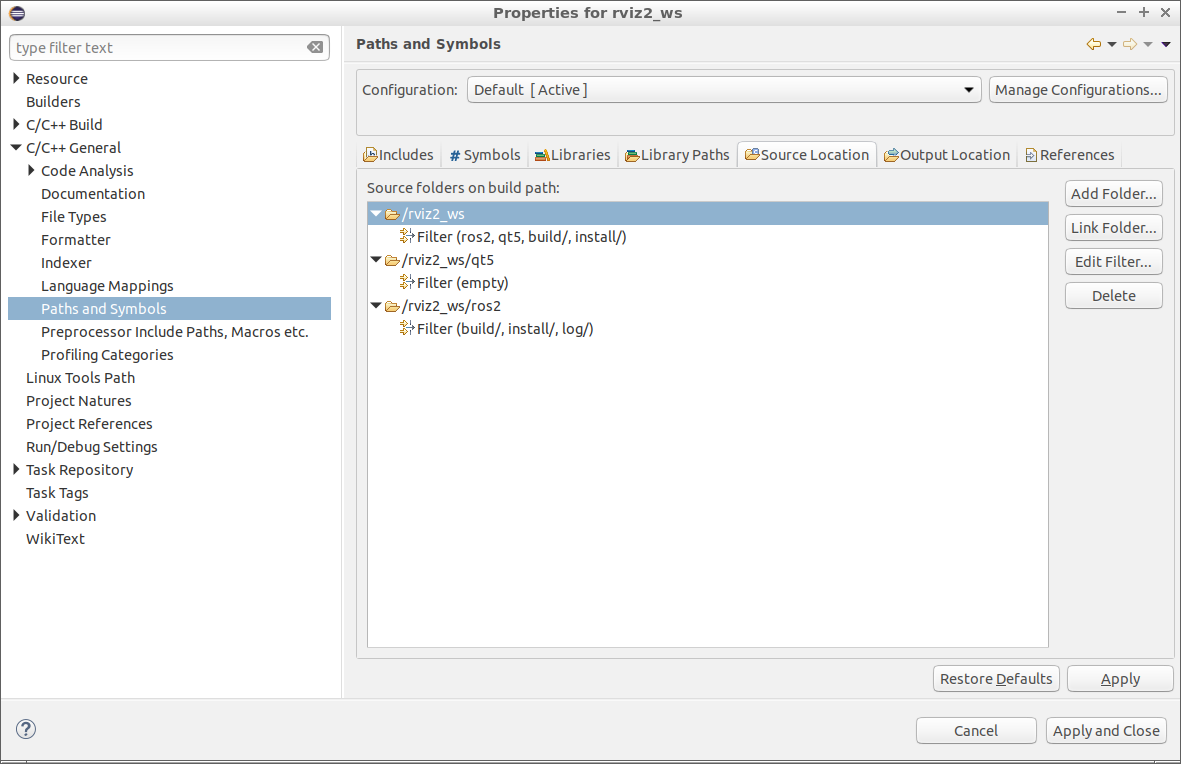 Properties for rviz2_ws
type filter text
Resource
Builders
C/C++ Build
C/C++ General
Code Analysis
Documentation
File Types
Formatter
Indexer
Language Mappings
Paths and Symbols
Preprocessor Include Paths, Macros etc.
Profiling Categories
Linux Tools Path
Project Natures
Project References
Run/Debug Settings
Task Repository
Task Tags
Validation
WikiText
Paths and Symbols
Configuration: Default [ Active ] Manage Configurations...
Includes # Symbols Libraries Library Paths Source Location Output Location References
Source folders on build path:
/rviz2_ws
Filter (ros2, qt5, build/, install/)
/rviz2_ws/qt5
Filter (empty)
/rviz2_ws/ros2
Filter (build/, install/, log/)
Add Folder...
Link Folder...
Edit Filter...
Delete
Restore Defaults Apply
? Cancel Apply and Close